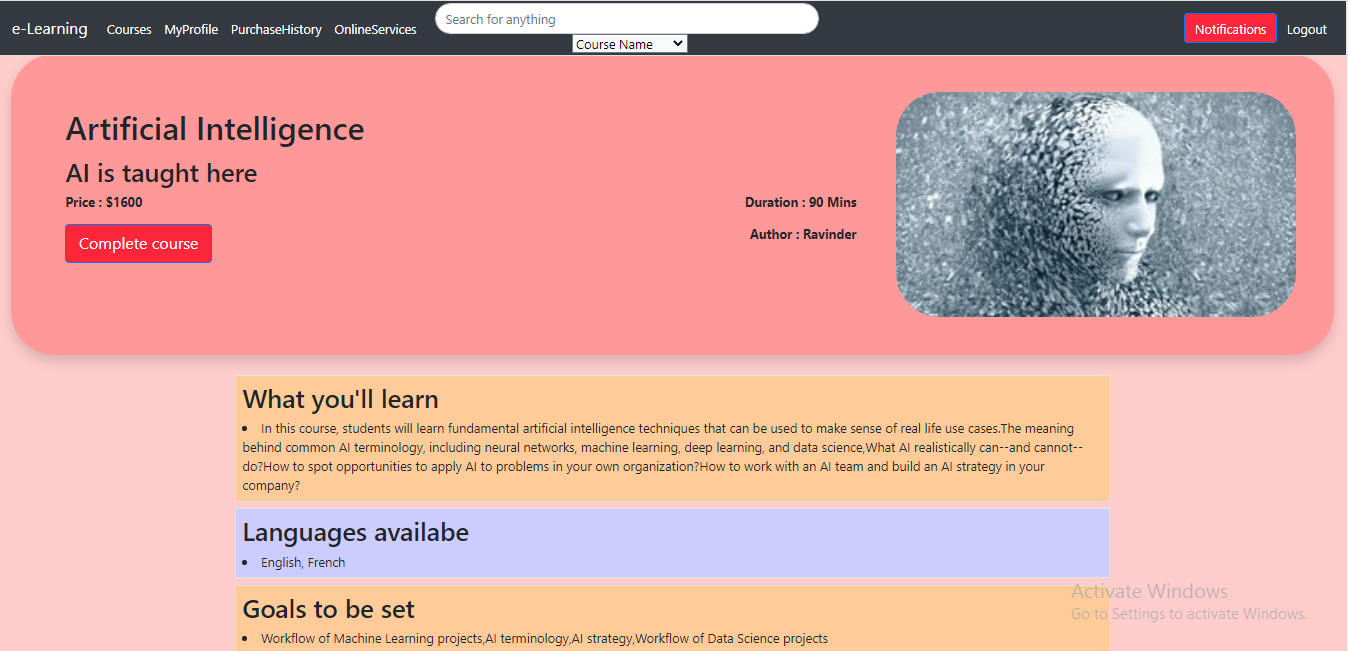 e-Learning Courses MyProfile PurchaseHistory OnlineServices Search for anything Notifications Logout
Course Name
Artificial Intelligence
AI is taught here
Price : $1600 Duration : 90 Mins
Author : Ravinder
Complete course
What you'll learn
• In this course, students will learn fundamental artificial intelligence techniques that can be used to make sense of real life use cases.The meaning
behind common AI terminology, including neural networks, machine learning, deep learning, and data science,What AI realistically can--and cannot--
do?How to spot opportunities to apply AI to problems in your own organization?How to work with an AI team and build an AI strategy in your
company?
Languages availabe
• English, French
Goals to be set
• Workflow of Machine Learning projects,AI terminology,AI strategy,Workflow of Data Science projects
Activate Windows
Go to Settings to activate Windows.